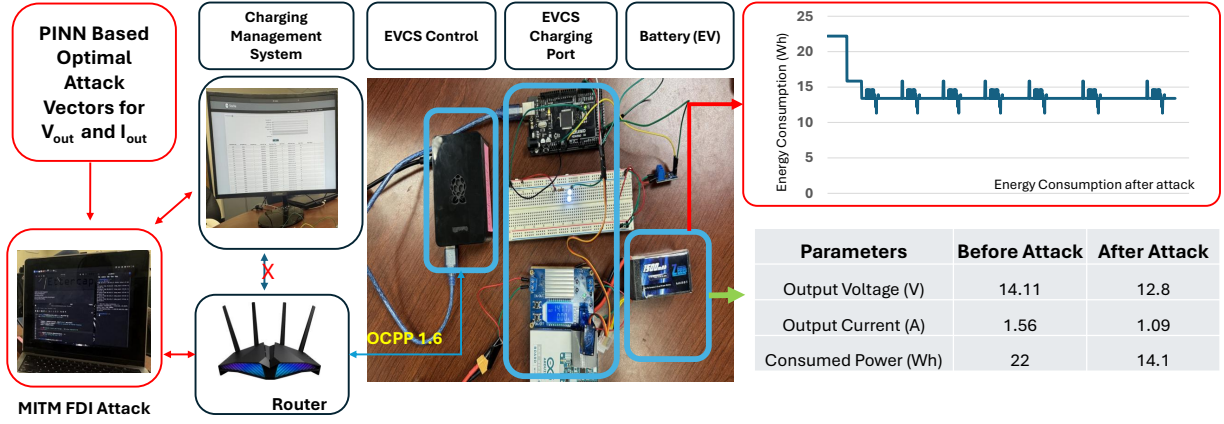 PINN Based
Optimal
Attack
Vectors for
V_out and I_out
Charging
Management
System
EVCS Control
EVCS
Charging
Port
Battery (EV)
25
20
15
10
5
0
Energy Consumption (Wh)
Energy Consumption after attack
X
OCPP 1.6
MITM FDI Attack
Router
Parameters Before Attack After Attack
Output Voltage (V) 14.11 12.8
Output Current (A) 1.56 1.09
Consumed Power (Wh) 22 14.1